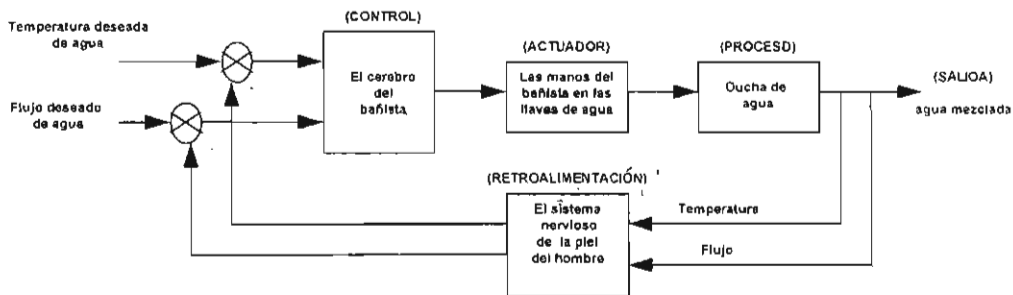 Temperatura deseada
de agua
Flujo deseado
de agua
(CONTROL)
El cerebro
del
bañista
(ACTUADOR)
Las manos del
bañista en las
llaves de agua
(PROCESD)
Oucha de
agua
(SALIOA)
agua mezclada
(RETROALIMENTACIÓN)
El sistema
nervioso
de la piel
del hombre
Temperatura
Flujo